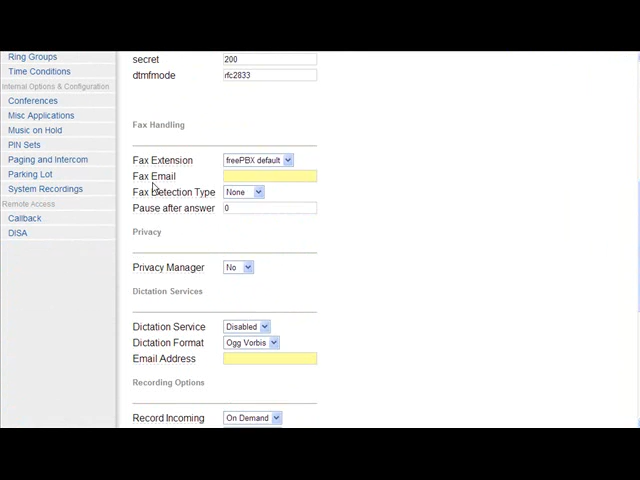 Ring Groups
Time Conditions
Internal Options & Configuration
Conferences
Misc Applications
Music on Hold
PIN Sets
Paging and Intercom
Parking Lot
System Recordings
Remote Access
Callback
DISA
secret 200
dtmfmode rfc2833
Fax Handling
Fax Extension freePBX default
Fax Email
Fax Detection Type None
Pause after answer 0
Privacy
Privacy Manager No
Dictation Services
Dictation Service Disabled
Dictation Format Ogg Vorbis
Email Address
Recording Options
Record Incoming On Demand